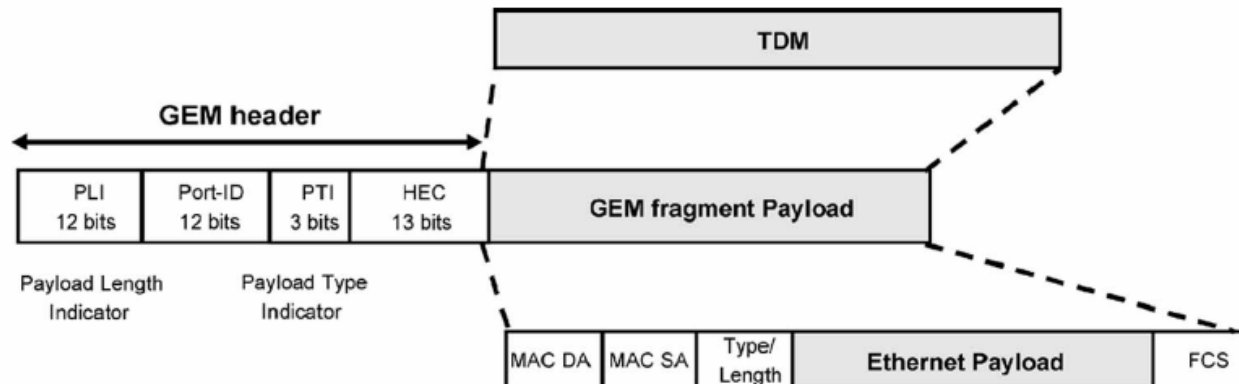 TDM
GEM header
PLI
12 bits
Port-ID
12 bits
PTI
3 bits
HEC
13 bits
GEM fragment Payload
Payload Length
Indicator
Payload Type
Indicator
MAC DA
MAC SA
Type/
Length
Ethernet Payload
FCS